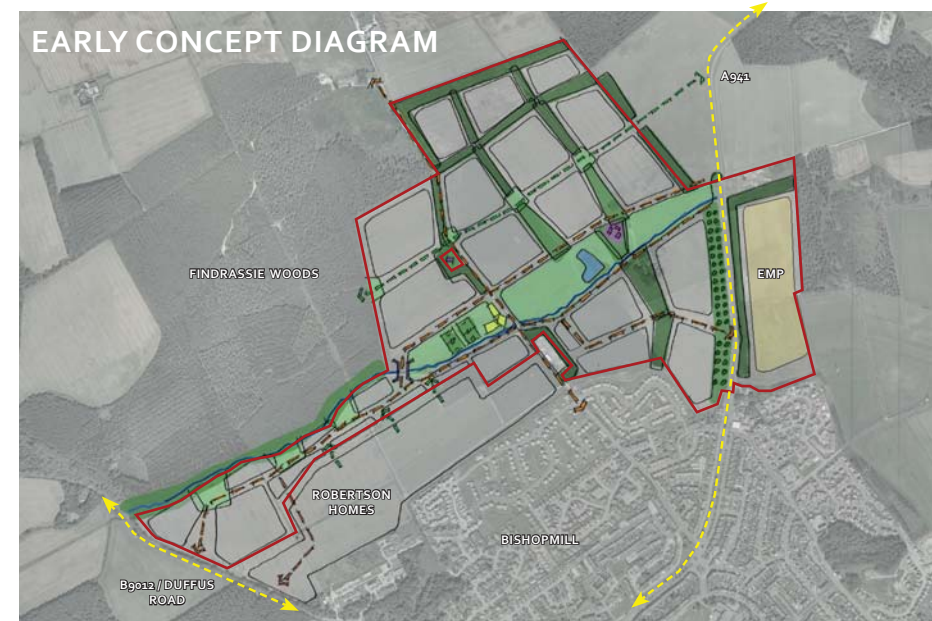 EARLY CONCEPT DIAGRAM
A941
FINDRASSIE WOODS
EMP
ROBERTSON
HOMES
BISHOPMILL
B9012 / DUFFUS
ROAD